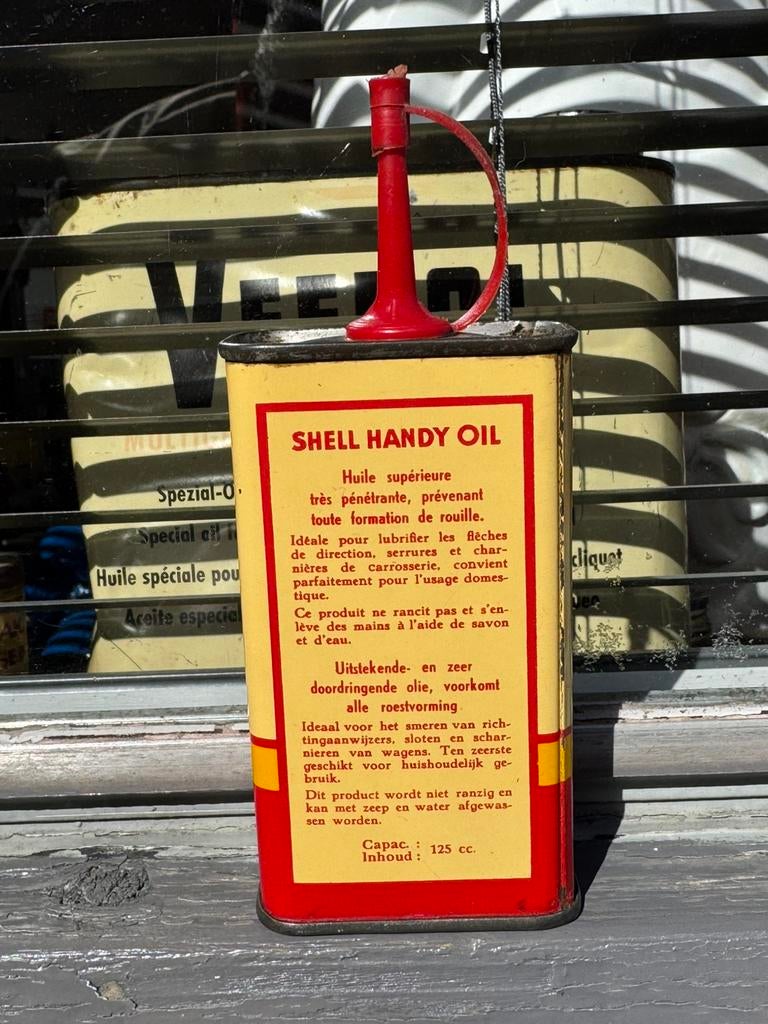 SHELL HANDY OIL
Huile supérieure
très pénétrante, prévenant
toute formation de rouille.
Idéale pour lubrifier les flèches
de direction, serrures et char-
nières de carrosserie, convient
parfaitement pour l'usage domes-
tique.
Ce produit ne rancit pas et s'en-
lève des mains à l'aide de savon
et d'eau.
Uitstekende- en zeer
doordringende olie, voorkomt
alle roestvorming
Ideaal voor het smeren van rich-
tingaanwijzers, sloten en schar-
nieren van wagens. Ten zeerste
geschikt voor huishoudelijk ge-
bruik.
Dit product wordt niet ranzig en
kan met zeep en water afgewas-
sen worden.
Capac. :
Inhoud : 125 cc.
VEEDOL
Spezial-
Special oil
Huile spéciale pou
cliquet
Aceite especial